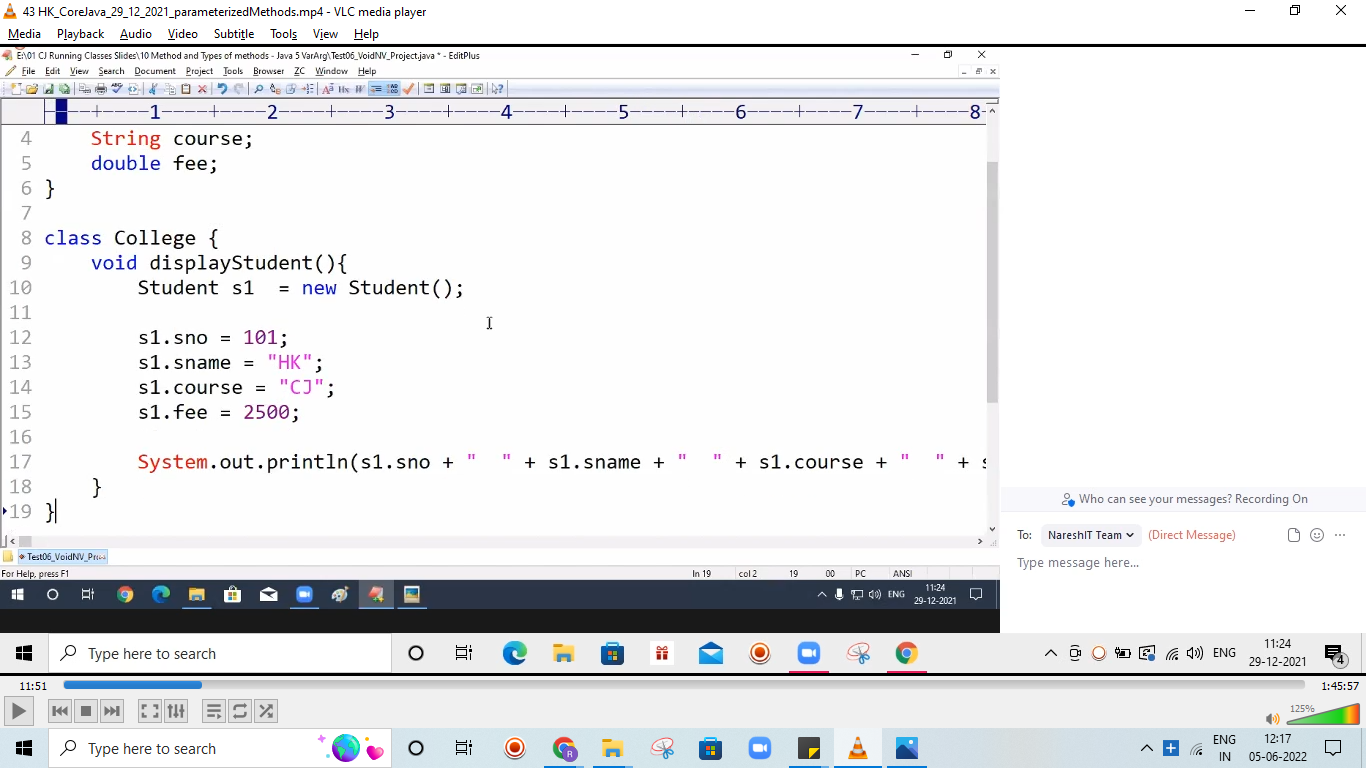 43 HK_CoreJava_29_12_2021_parameterizedMethods.mp4 - VLC media player
Media Playback Audio Video Subtitle Tools View Help
E:\01 CJ Running Classes Slides\10 Method and Types of methods - Java 5 VarArg\Test06_VoidNV_Project.java * - EditPlus
File Edit View Search Document Project Tools Browser ZC Window Help
----+----1----+----2----+----3----+----4----+----5----+----6----+----7----+----8-
4 String course;
5 double fee;
6 }
7
8 class College {
9 void displayStudent(){
10 Student s1  = new Student();
11
12 s1.sno = 101;
13 s1.sname = "HK";
14 s1.course = "CJ";
15 s1.fee = 2500;
16
17 System.out.println(s1.sno + "  " + s1.sname + "  " + s1.course + "  " + s
18 }
19 }
Test06_VoidNV_Pr
For Help, press F1 ln 19 col 2 19 00 PC ANSI
ENG 11:24
29-12-2021
Who can see your messages? Recording On
To: NareshIT Team (Direct Message)
Type message here...
Type here to search ENG 11:24
29-12-2021 4
11:51 1:45:57
125%
Type here to search ENG 12:17
IN 05-06-2022